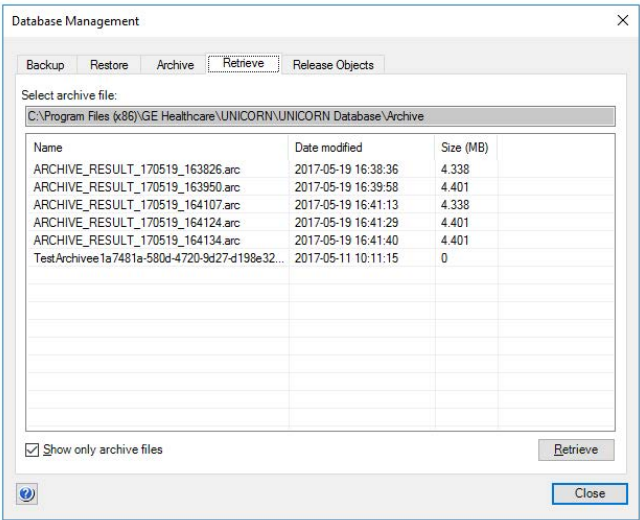 Database Management
Backup Restore Archive Retrieve Release Objects
Select archive file:
C:\Program Files (x86)\GE Healthcare\UNICORN\UNICORN Database\Archive
Name Date modified Size (MB)
ARCHIVE_RESULT_170519_163826.arc 2017-05-19 16:38:36 4.338
ARCHIVE_RESULT_170519_163950.arc 2017-05-19 16:39:58 4.401
ARCHIVE_RESULT_170519_164107.arc 2017-05-19 16:41:13 4.338
ARCHIVE_RESULT_170519_164124.arc 2017-05-19 16:41:29 4.401
ARCHIVE_RESULT_170519_164134.arc 2017-05-19 16:41:40 4.401
TestArchivee1a7481a-580d-4720-9d27-d198e32... 2017-05-11 10:11:15 0
Show only archive files Retrieve
Close